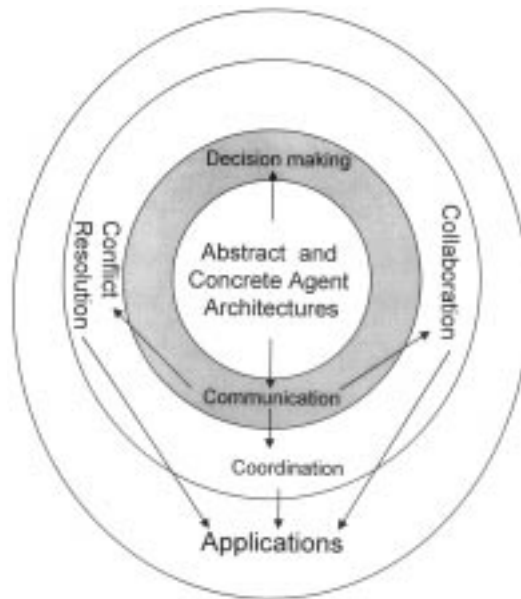 Decision making
Conflict
Resolution
Abstract and
Concrete Agent
Architectures
Collaboration
Communication
Coordination
Applications